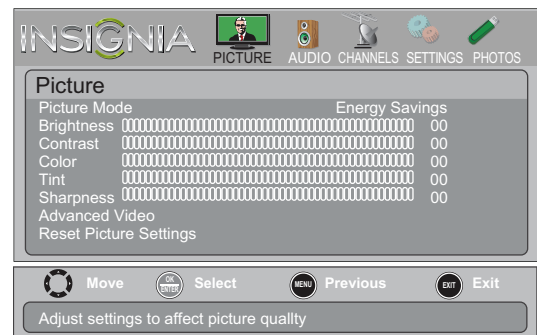 INSIGNIA
PICTURE AUDIO CHANNELS SETTINGS PHOTOS
Picture
Picture Mode Energy Savings
Brightness 00
Contrast 00
Color 00
Tint 00
Sharpness 00
Advanced Video
Reset Picture Settings
Move OK ENTER Select MENU Previous EXIT Exit
Adjust settings to affect picture quallty